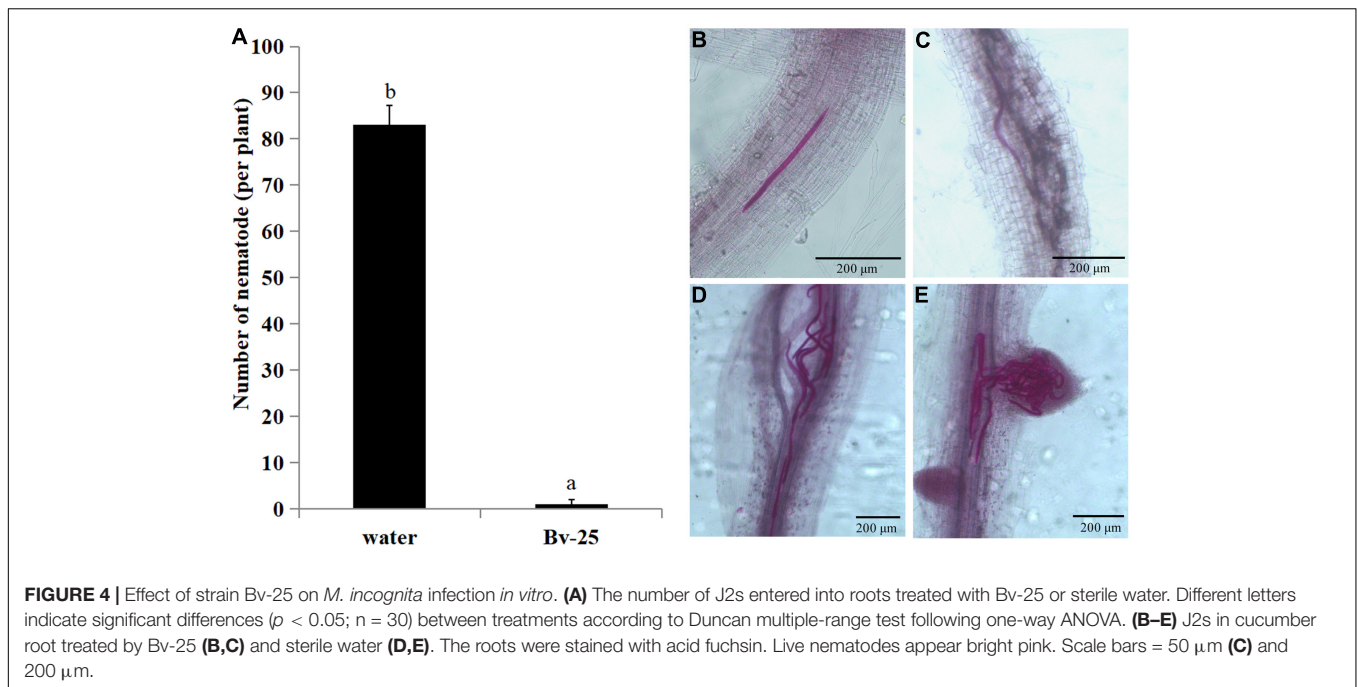 A
100
90
80
70
60
50
40
30
20
10
0
Number of nematode (per plant)
b
a
water
Bv-25
B
200 µm
C
200 µm
D
200 µm
E
200 µm
FIGURE 4 | Effect of strain Bv-25 on M. incognita infection in vitro. (A) The number of J2s entered into roots treated with Bv-25 or sterile water. Different letters
indicate significant differences (p < 0.05; n = 30) between treatments according to Duncan multiple-range test following one-way ANOVA. (B–E) J2s in cucumber
root treated by Bv-25 (B,C) and sterile water (D,E). The roots were stained with acid fuchsin. Live nematodes appear bright pink. Scale bars = 50 µm (C) and
200 µm.